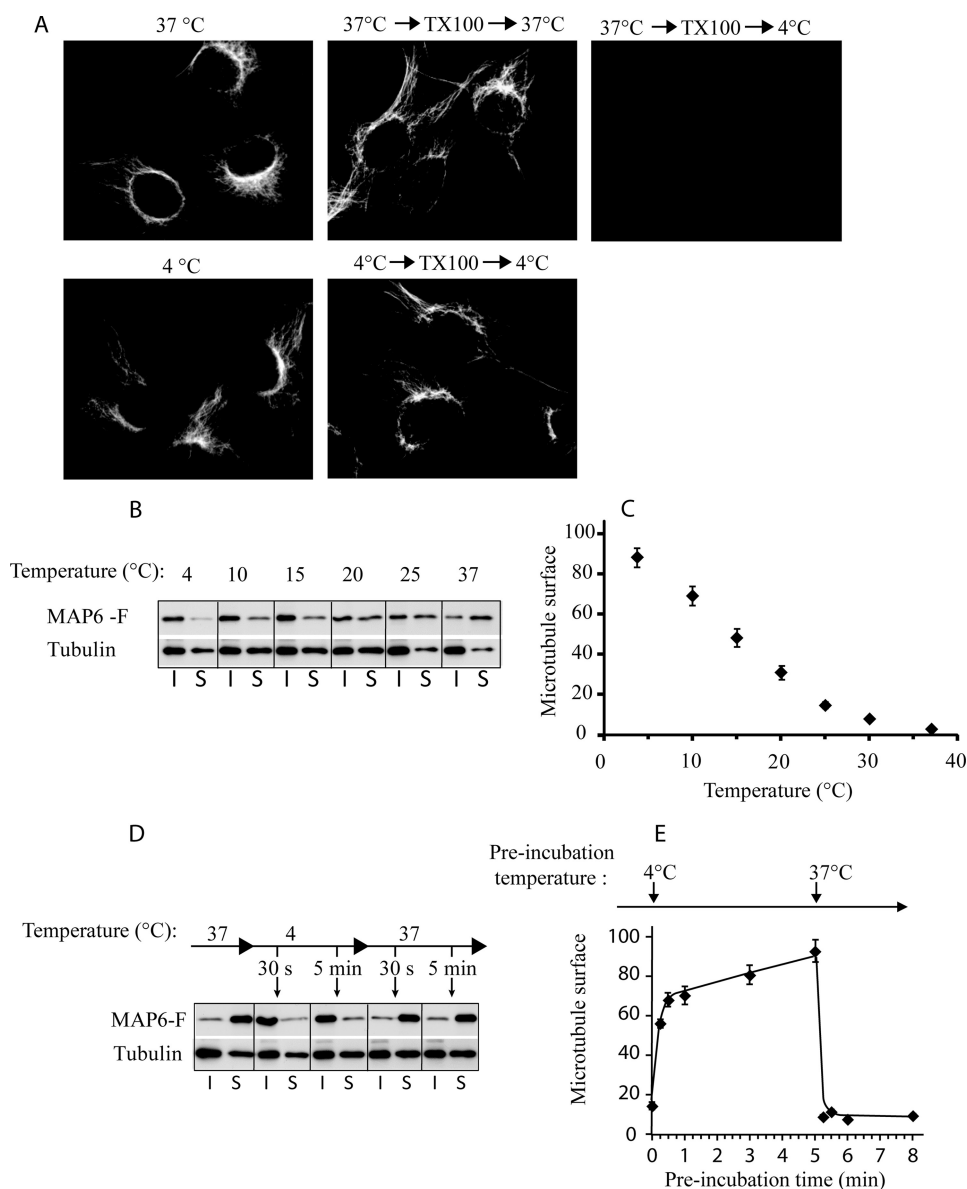 A
37 °C
37°C → TX100 → 37°C
37°C → TX100 → 4°C
4 °C
4°C → TX100 → 4°C
B
Temperature (°C): 4 10 15 20 25 37
MAP6 -F
Tubulin
I S I S I S I S I S I S
C
Microtubule surface
100
80
60
40
20
0
0 10 20 30 40
Temperature (°C)
D
Temperature (°C): 37 4 37
30 s 5 min 30 s 5 min
MAP6-F
Tubulin
I S I S I S I S I S
E
Pre-incubation
temperature :
4°C 37°C
Microtubule surface
100
80
60
40
20
0
0 1 2 3 4 5 6 7 8
Pre-incubation time (min)